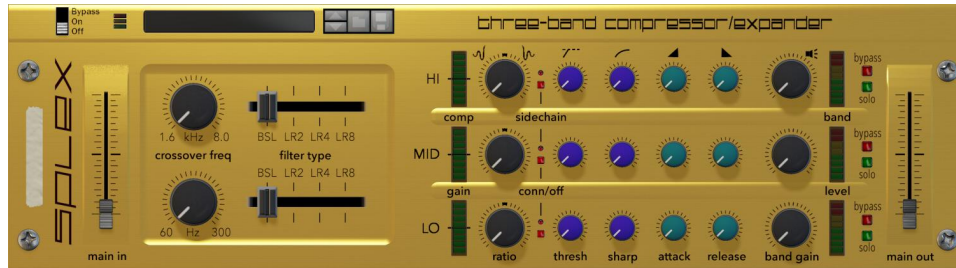 Bypass
On
Off
three-band compressor/expander
SPLEX
HI
MID
LO
comp
sidechain
band
gain
conn/off
level
bypass
solo
bypass
solo
bypass
solo
1.6 kHz 8.0
crossover freq
BSL LR2 LR4 LR8
filter type
BSL LR2 LR4 LR8
60 Hz 300
main in
ratio
thresh
sharp
attack
release
band gain
main out